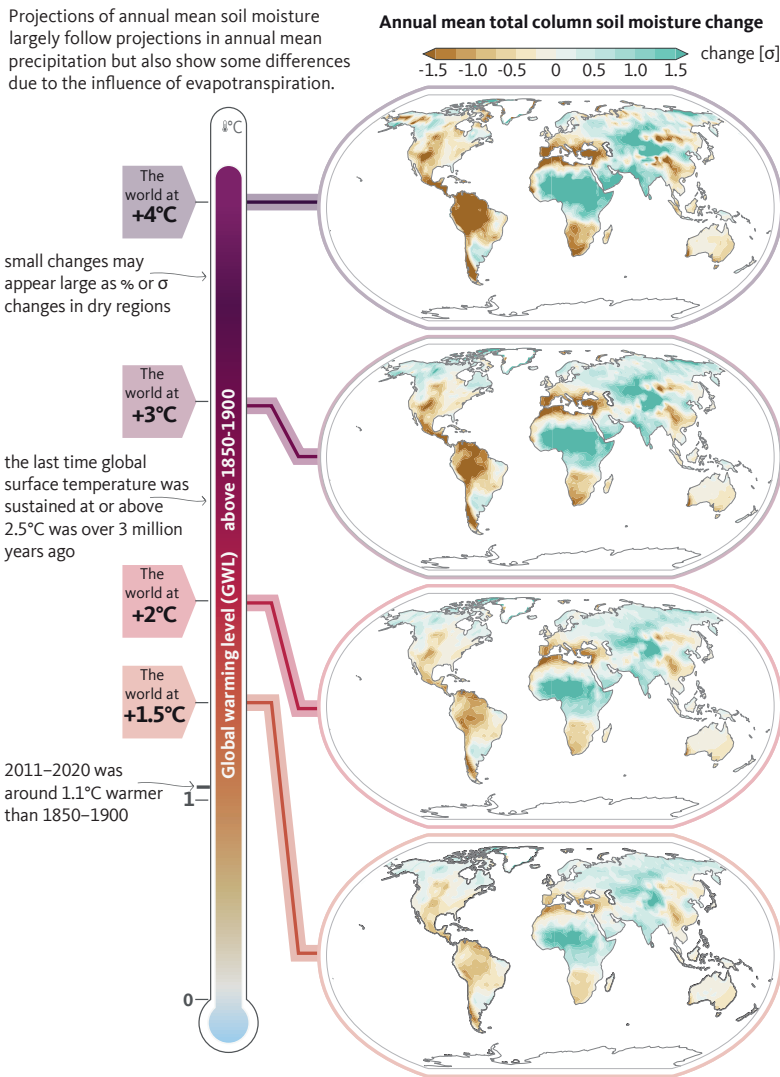 Projections of annual mean soil moisture
largely follow projections in annual mean
precipitation but also show some differences
due to the influence of evapotranspiration.
Annual mean total column soil moisture change
change [σ]
-1.5 -1.0 -0.5 0 0.5 1.0 1.5
°C
The
world at
+4°C
small changes may
appear large as % or σ
changes in dry regions
The
world at
+3°C
the last time global
surface temperature was
sustained at or above
2.5°C was over 3 million
years ago
The
world at
+2°C
The
world at
+1.5°C
2011–2020 was
around 1.1°C warmer
than 1850–1900
1
0
Global warming level (GWL) above 1850-1900